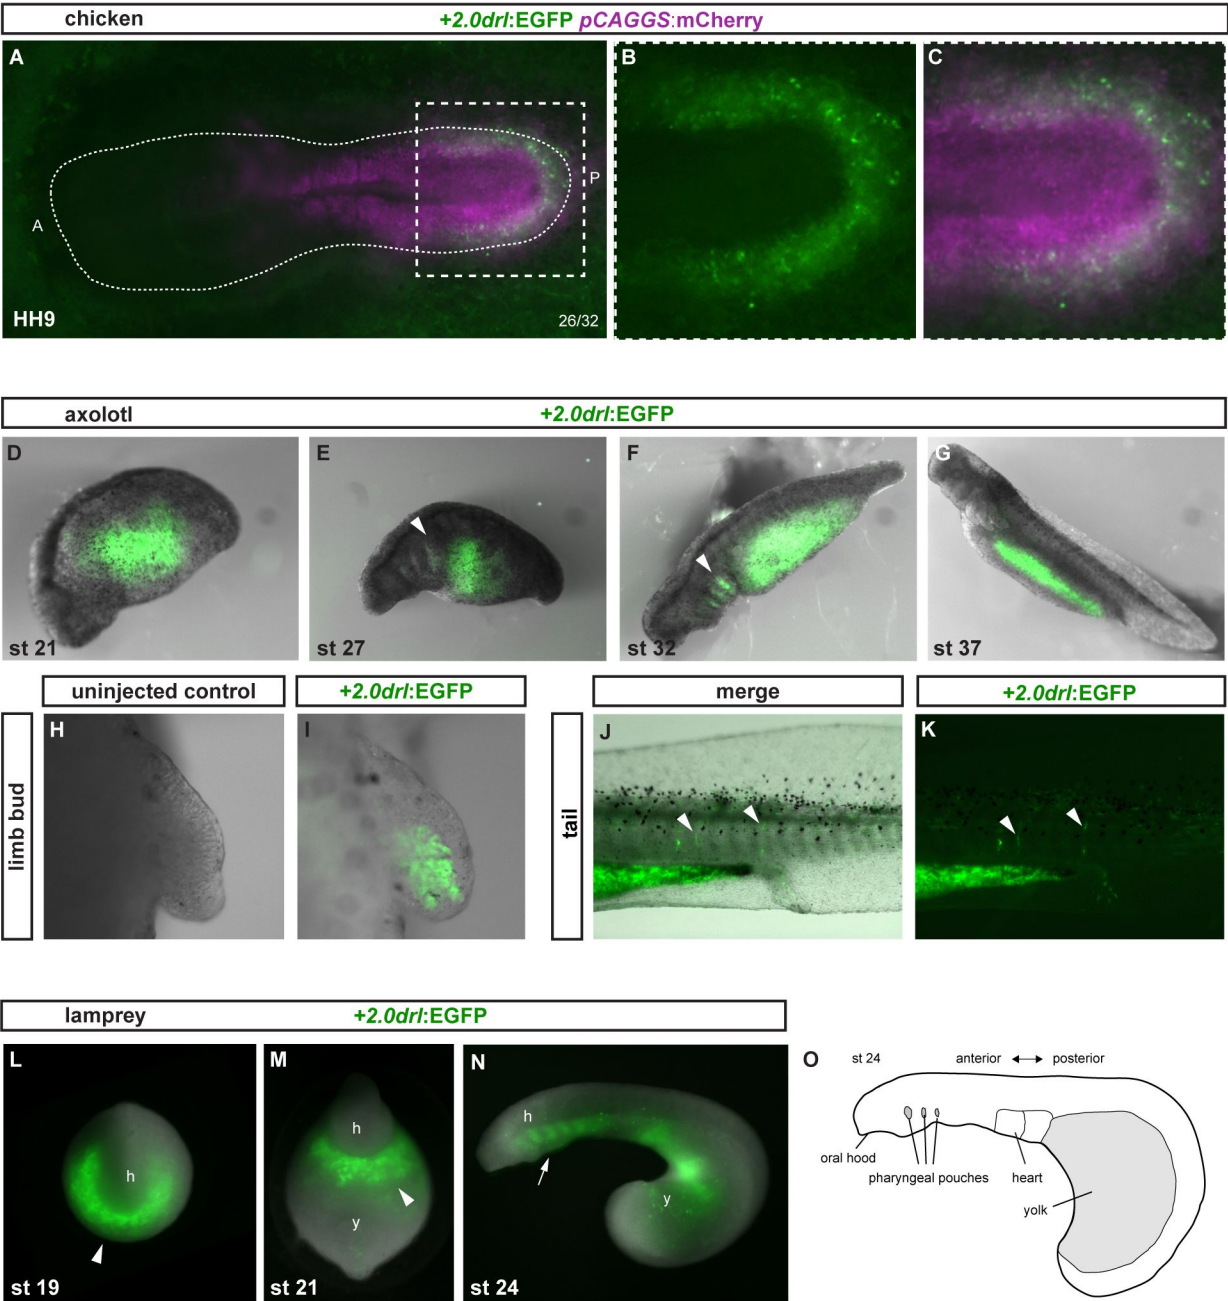 chicken
+2.0drl:EGFP pCAGGS:mCherry
A
A
P
HH9
26/32
B
C
axolotl
+2.0drl:EGFP
D
st 21
E
st 27
F
st 32
G
st 37
uninjected control
+2.0drl:EGFP
merge
+2.0drl:EGFP
limb bud
H
I
tail
J
K
lamprey
+2.0drl:EGFP
L
h
st 19
M
h
y
st 21
N
h
y
st 24
O
st 24
anterior
posterior
oral hood
pharyngeal pouches
heart
yolk